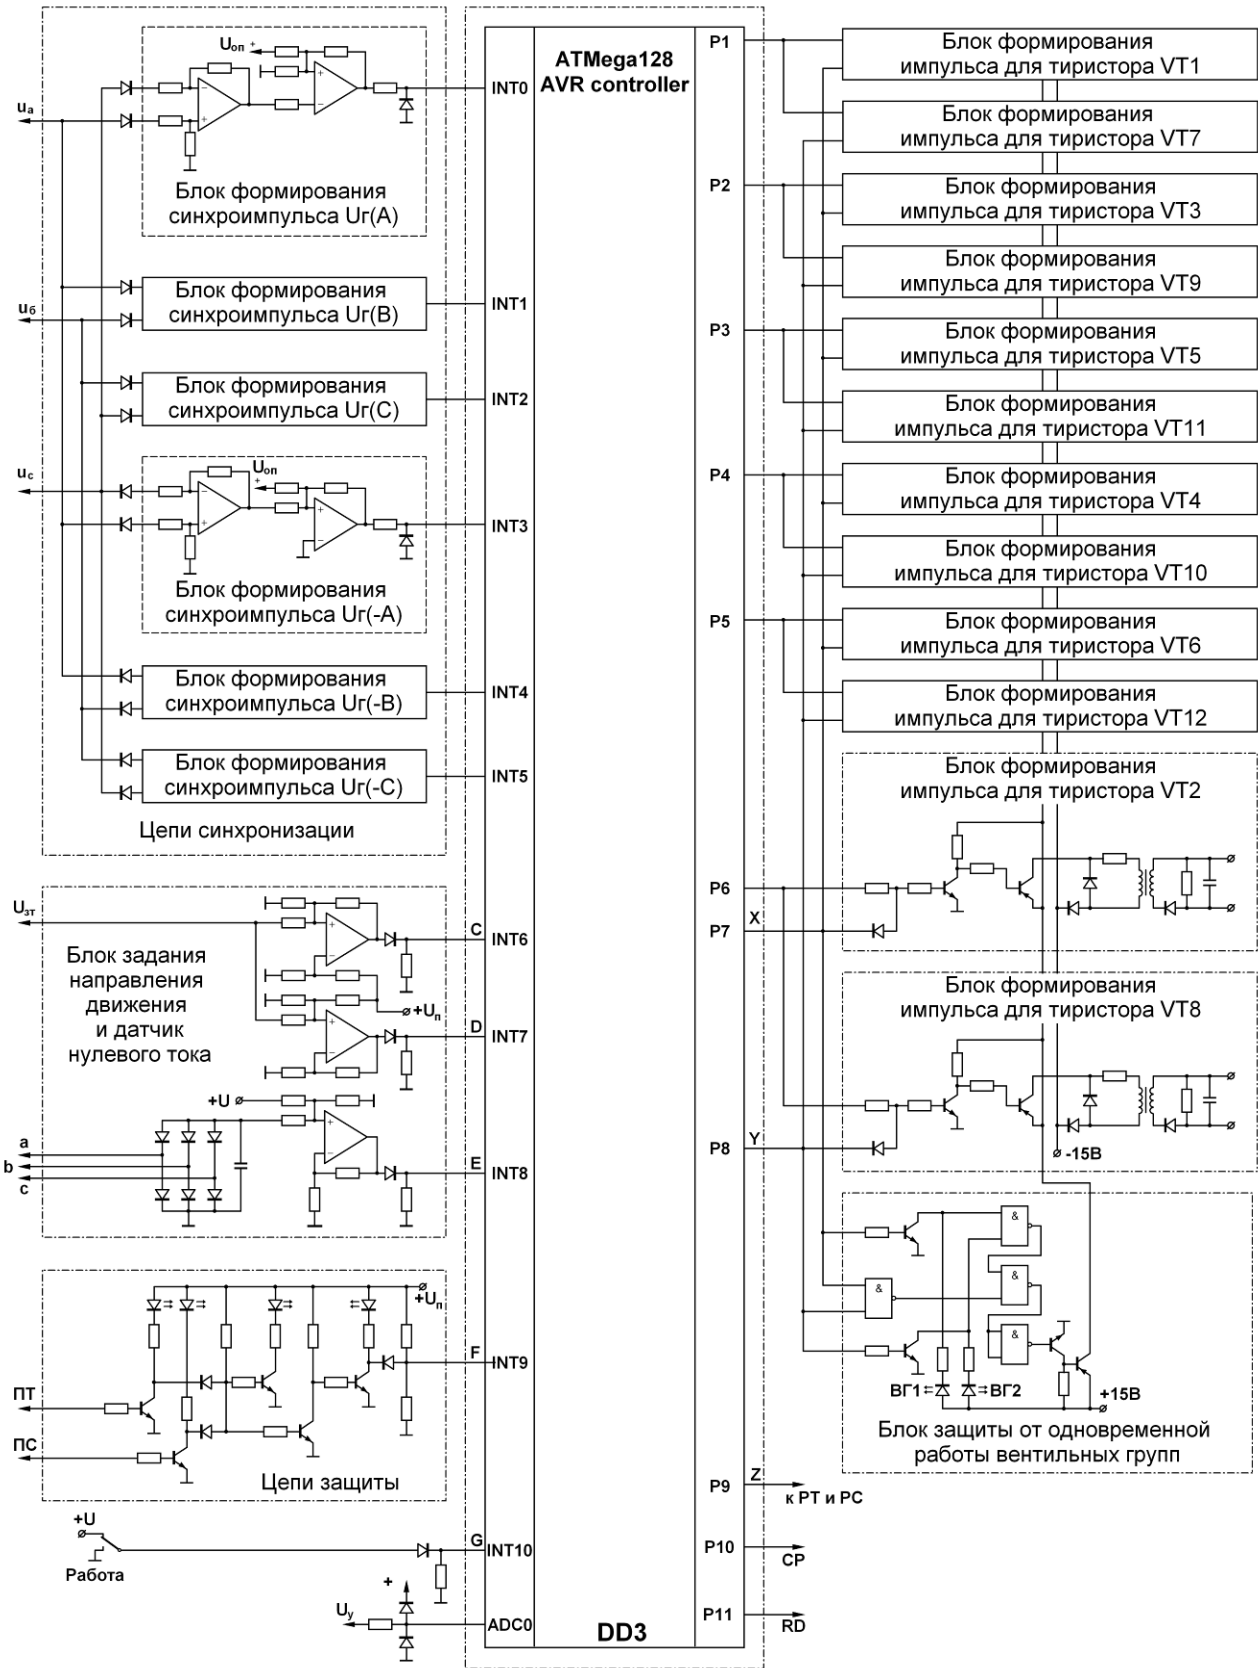 Uоп +
uа
INT0
Блок формирования
синхроимпульса Uг(A)
uб
Блок формирования
синхроимпульса Uг(B)
INT1
Блок формирования
синхроимпульса Uг(C)
INT2
Uоп
+
uс
INT3
Блок формирования
синхроимпульса Uг(-A)
Блок формирования
синхроимпульса Uг(-B)
INT4
Блок формирования
синхроимпульса Uг(-C)
INT5
Цепи синхронизации
Uзт
C
INT6
Блок задания
направления
движения
и датчик
нулевого тока
+Uп
D
INT7
+U
a
b
c
E
INT8
+Uп
F
INT9
ПТ
ПС
Цепи защиты
+U
Работа
G
INT10
+
Uу
ADC0
ATMega128
AVR controller
DD3
P1
P2
P3
P4
P5
P6
X
P7
Y
P8
Z
P9
к РТ и РС
P10
CP
P11
RD
Блок формирования
импульса для тиристора VT1
Блок формирования
импульса для тиристора VT7
Блок формирования
импульса для тиристора VT3
Блок формирования
импульса для тиристора VT9
Блок формирования
импульса для тиристора VT5
Блок формирования
импульса для тиристора VT11
Блок формирования
импульса для тиристора VT4
Блок формирования
импульса для тиристора VT10
Блок формирования
импульса для тиристора VT6
Блок формирования
импульса для тиристора VT12
Блок формирования
импульса для тиристора VT2
Блок формирования
импульса для тиристора VT8
-15В
&
&
&
ВГ1
ВГ2
+15В
Блок защиты от одновременной
работы вентильных групп